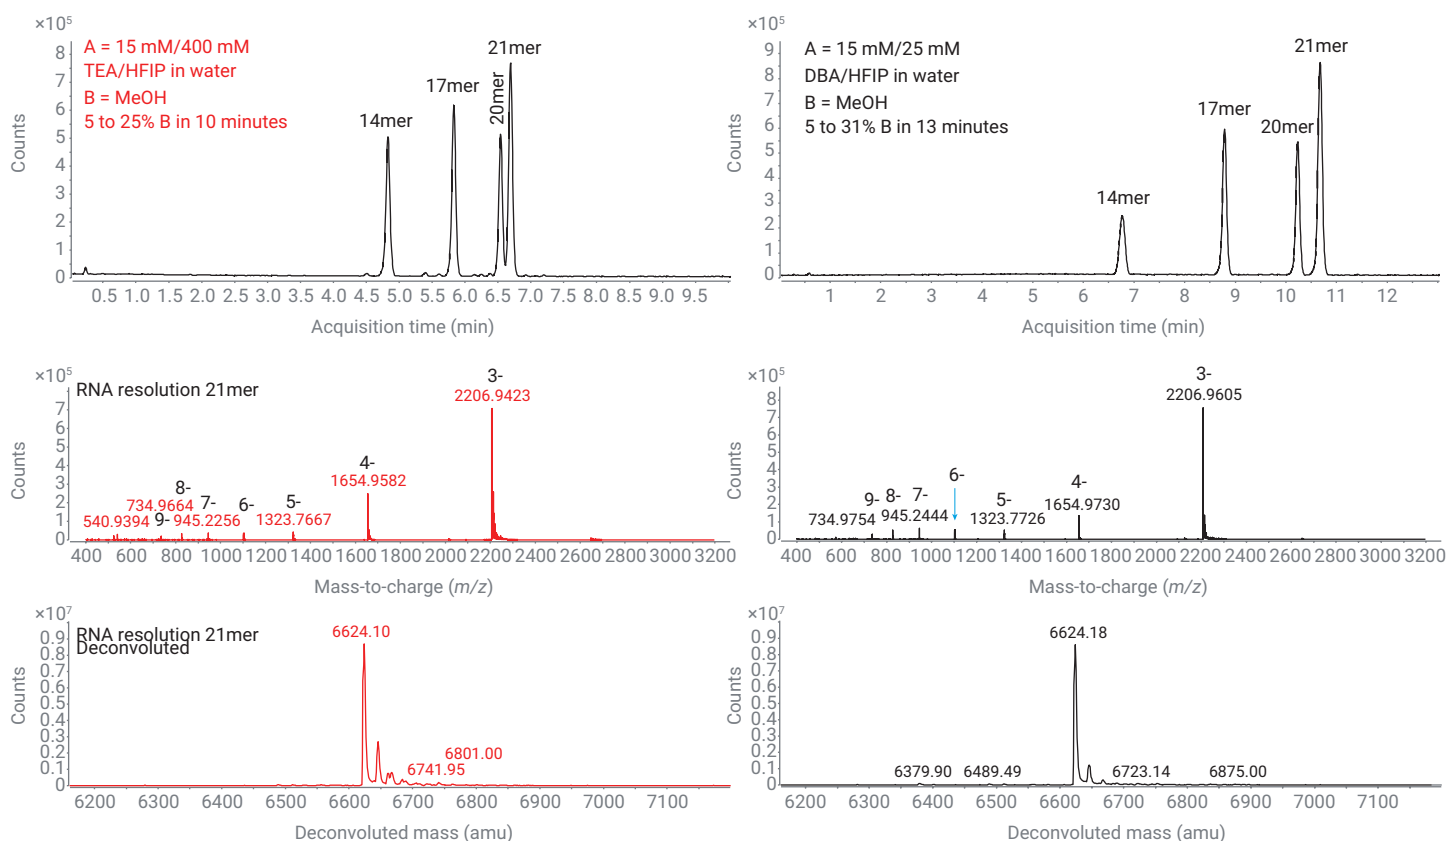 ×10⁵
A = 15 mM/400 mM
TEA/HFIP in water
B = MeOH
5 to 25% B in 10 minutes
14mer
17mer
20mer
21mer
Counts
8
7
6
5
4
3
2
1
0
0.5 1.0 1.5 2.0 2.5 3.0 3.5 4.0 4.5 5.0 5.5 6.0 6.5 7.0 7.5 8.0 8.5 9.0 9.5
Acquisition time (min)
×10⁵
A = 15 mM/25 mM
DBA/HFIP in water
B = MeOH
5 to 31% B in 13 minutes
14mer
17mer
20mer
21mer
Counts
9
8
7
6
5
4
3
2
1
0
1 2 3 4 5 6 7 8 9 10 11 12
Acquisition time (min)
×10⁵
RNA resolution 21mer
3-
2206.9423
4-
1654.9582
5-
1323.7667
6-
7-
945.2256
8-
734.9664
9-
540.9394
Counts
7
6
5
4
3
2
1
0
400 600 800 1000 1200 1400 1600 1800 2000 2200 2400 2600 2800 3000 3200
Mass-to-charge (m/z)
×10⁵
3-
2206.9605
4-
1654.9730
5-
1323.7726
6-
7-
945.2444
8-
9-
734.9754
Counts
8
7
6
5
4
3
2
1
0
400 600 800 1000 1200 1400 1600 1800 2000 2200 2400 2600 2800 3000 3200
Mass-to-charge (m/z)
×10⁷
RNA resolution 21mer
Deconvoluted
6624.10
6801.00
6741.95
Counts
0.9
0.8
0.7
0.6
0.5
0.4
0.3
0.2
0.1
0
6200 6300 6400 6500 6600 6700 6800 6900 7000 7100
Deconvoluted mass (amu)
×10⁷
6624.18
6379.90 6489.49 6723.14 6875.00
Counts
0.9
0.8
0.7
0.6
0.5
0.4
0.3
0.2
0.1
0
6200 6300 6400 6500 6600 6700 6800 6900 7000 7100
Deconvoluted mass (amu)